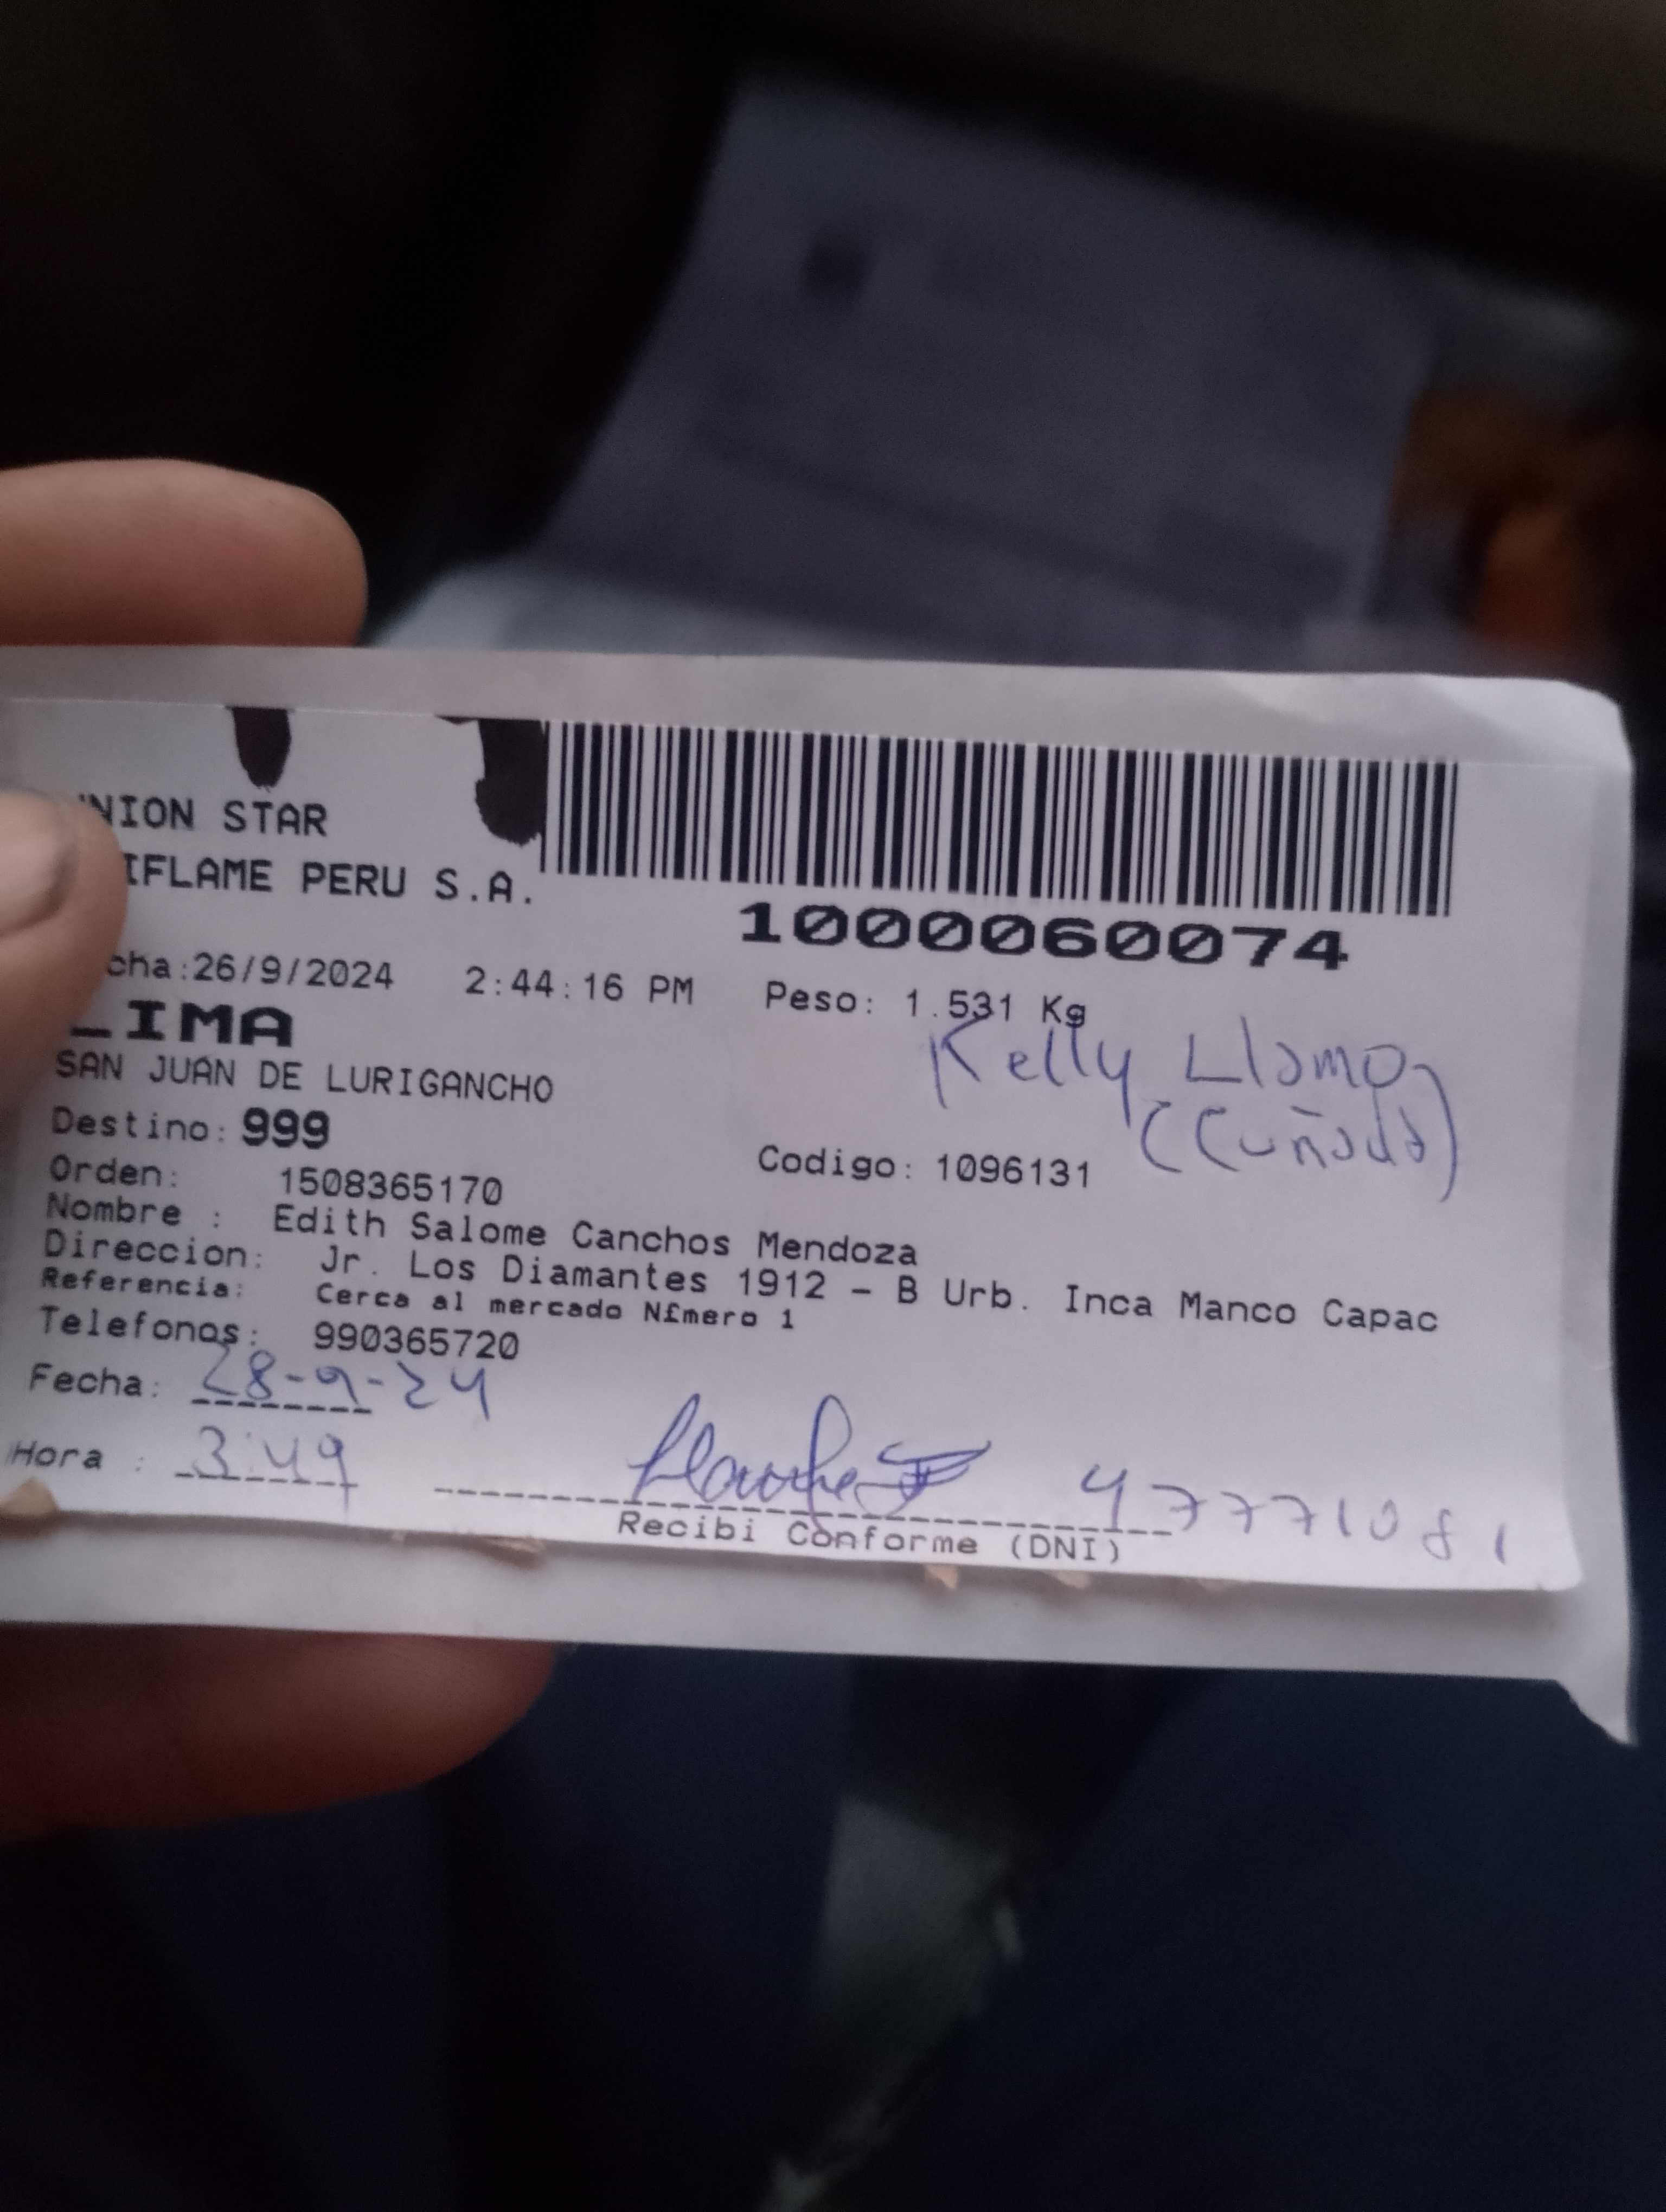 NION STAR
IFLAME PERU S.A.
1000060074
cha:26/9/2024 2:44:16 PM Peso: 1.531 Kg
LIMA
Kelly Llamo
SAN JUAN DE LURIGANCHO
(Cuñada)
Destino: 999
Codigo: 1096131
Orden: 1508365170
Nombre : Edith Salome Canchos Mendoza
Direccion: Jr. Los Diamantes 1912 - B Urb. Inca Manco Capac
Referencia: Cerca al mercado N£mero 1
Telefonos: 990365720
Fecha: 28-9-24
Hora : 3:49
47771081
Recibi Conforme (DNI)